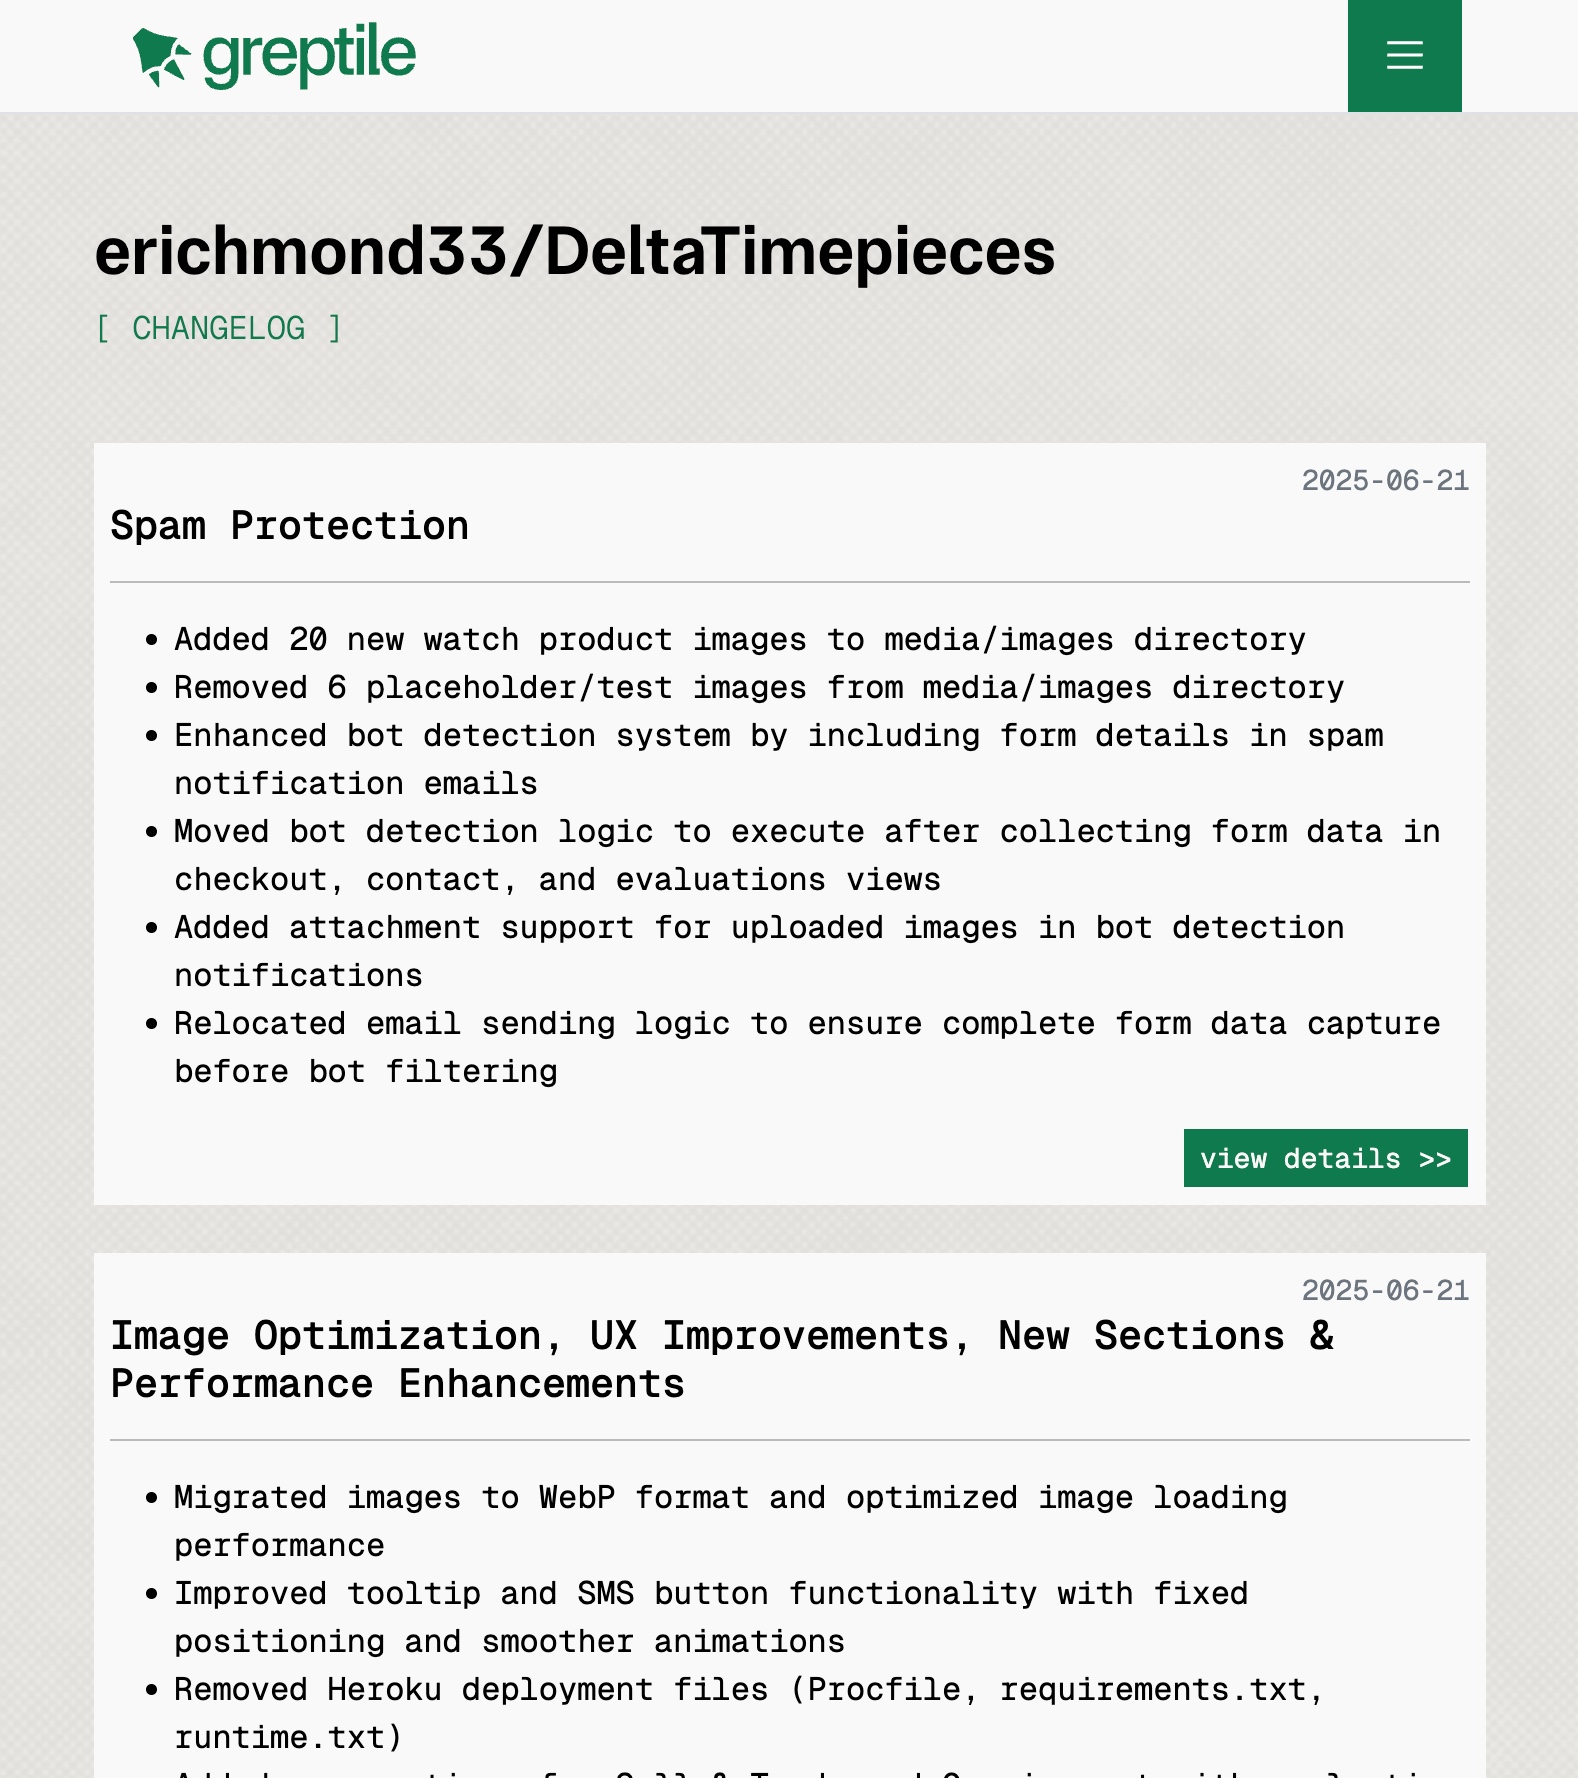 greptile
erichmond33/DeltaTimepieces
[ CHANGELOG ]
2025-06-21
Spam Protection
• Added 20 new watch product images to media/images directory
• Removed 6 placeholder/test images from media/images directory
• Enhanced bot detection system by including form details in spam
notification emails
• Moved bot detection logic to execute after collecting form data in
checkout, contact, and evaluations views
• Added attachment support for uploaded images in bot detection
notifications
• Relocated email sending logic to ensure complete form data capture
before bot filtering
view details >>
2025-06-21
Image Optimization, UX Improvements, New Sections &
Performance Enhancements
• Migrated images to WebP format and optimized image loading
performance
• Improved tooltip and SMS button functionality with fixed
positioning and smoother animations
• Removed Heroku deployment files (Procfile, requirements.txt,
runtime.txt)